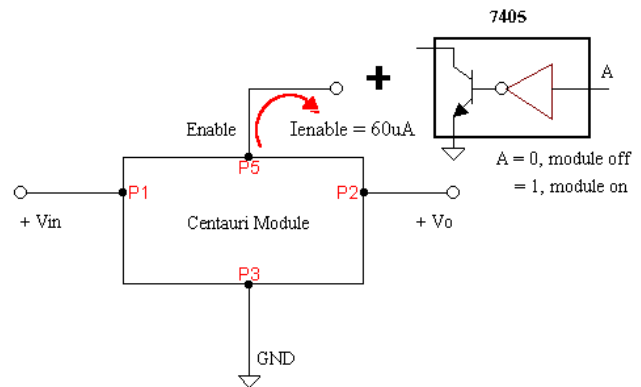 7405
A
Enable
Ienable = 60uA
A = 0, module off
= 1, module on
P5
P1
P2
+ Vin
Centauri Module
+ Vo
P3
GND